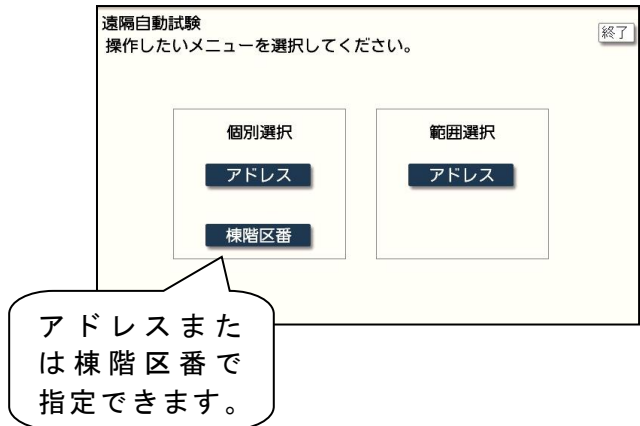 遠隔自動試験
操作したいメニューを選択してください。
終了
個別選択
範囲選択
アドレス
アドレス
棟階区番
アドレスまた
は棟階区番で
指定できます。